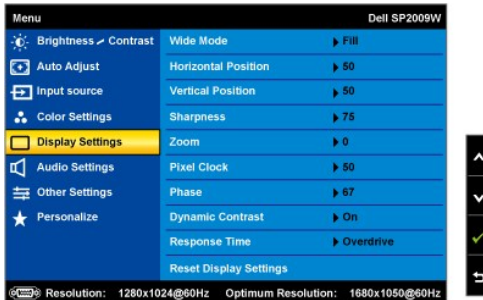 Menu Dell SP2009W
Brightness / Contrast Wide Mode Fill
Auto Adjust Horizontal Position 50
Input source Vertical Position 50
Color Settings Sharpness 75
Display Settings Zoom 0
Audio Settings Pixel Clock 50
Other Settings Phase 67
Personalize Dynamic Contrast On
Response Time Overdrive
Reset Display Settings
Resolution: 1280x1024@60Hz Optimum Resolution: 1680x1050@60Hz